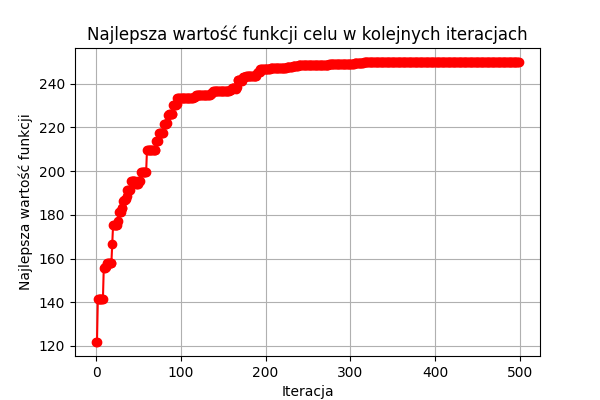 Najlepsza wartość funkcji celu w kolejnych iteracjach
Najlepsza wartość funkcji
240
220
200
180
160
140
120
0 100 200 300 400 500
Iteracja